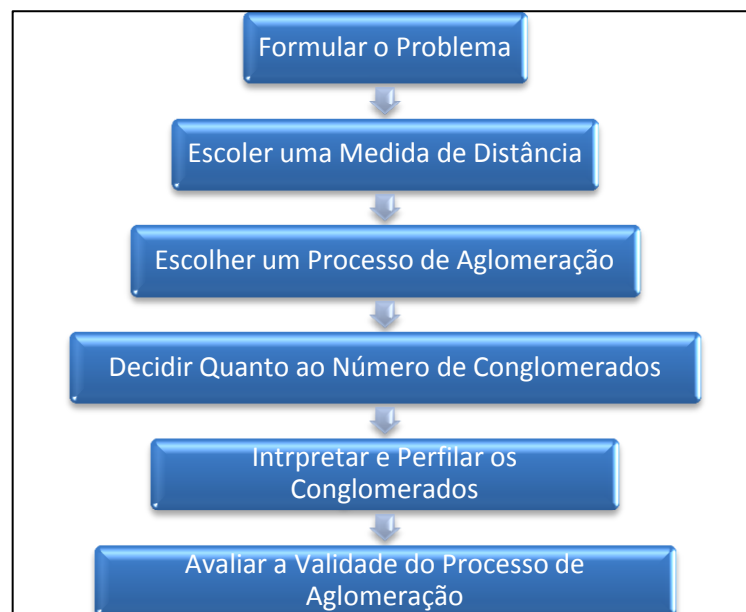 Formular o Problema
Escoler uma Medida de Distância
Escolher um Processo de Aglomeração
Decidir Quanto ao Número de Conglomerados
Intrpretar e Perfilar os
Conglomerados
Avaliar a Validade do Processo de
Aglomeração